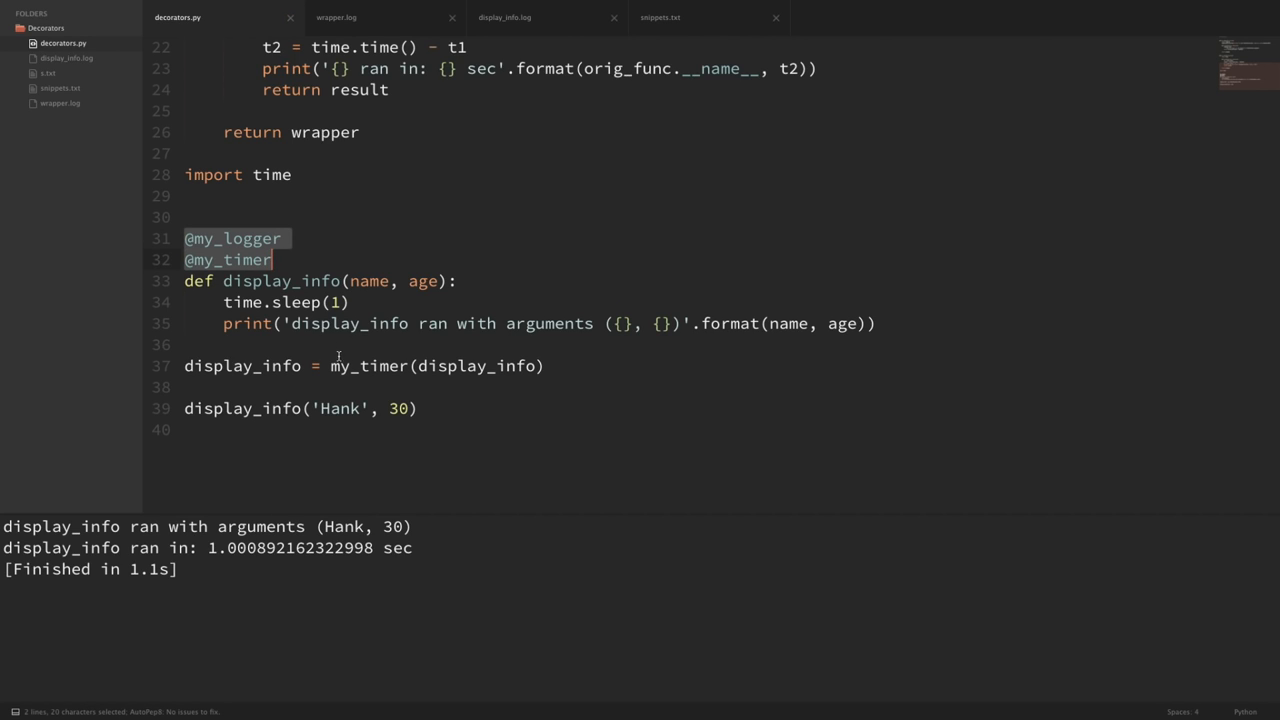 FOLDERS
Decorators
decorators.py
display_info.log
s.txt
snippets.txt
wrapper.log
decorators.py × wrapper.log × display_info.log × snippets.txt ×
22 t2 = time.time() - t1
23 print('{} ran in: {} sec'.format(orig_func.__name__, t2))
24 return result
25
26 return wrapper
27
28 import time
29
30
31 @my_logger
32 @my_timer
33 def display_info(name, age):
34 time.sleep(1)
35 print('display_info ran with arguments ({}, {})'.format(name, age))
36
37 display_info = my_timer(display_info)
38
39 display_info('Hank', 30)
40
display_info ran with arguments (Hank, 30)
display_info ran in: 1.000892162322998 sec
[Finished in 1.1s]
2 lines, 20 characters selected; AutoPep8: No issues to fix. Spaces: 4 Python